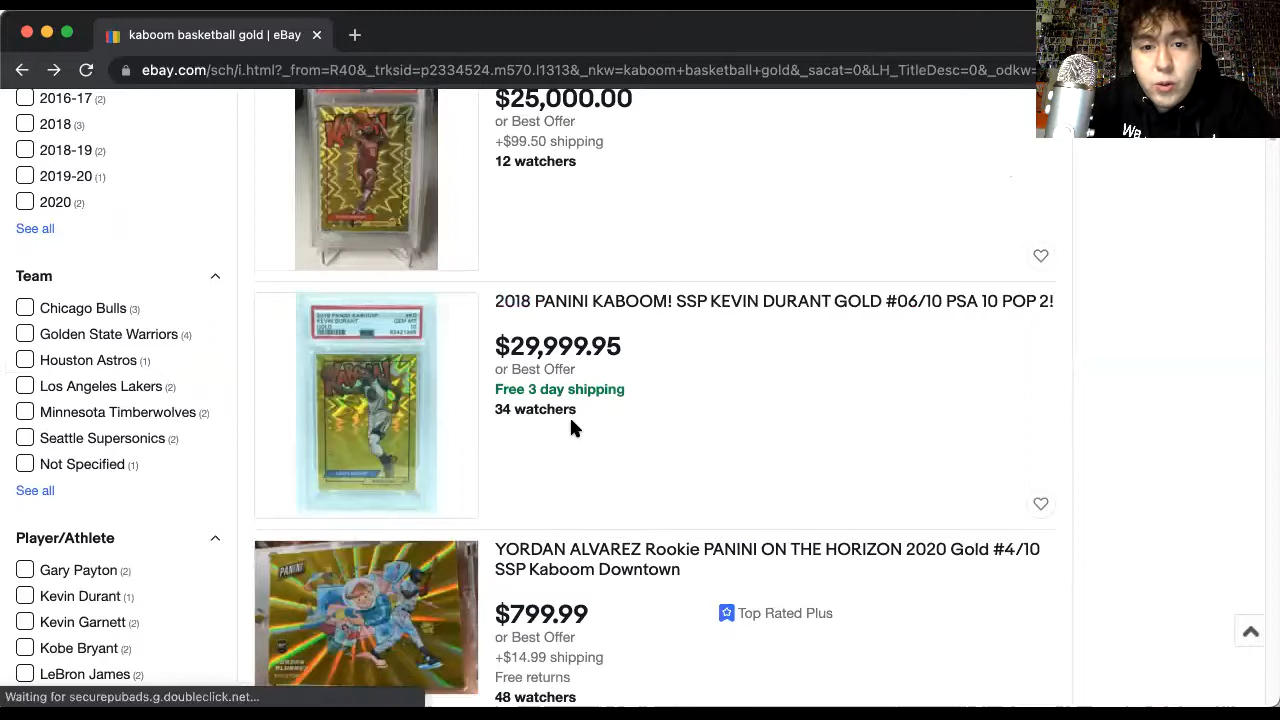 kaboom basketball gold | eBay
ebay.com/sch/i.html?_from=R40&_trksid=p2334524.m570.l1313&_nkw=kaboom+basketball+gold&_sacat=0&LH_TitleDesc=0&_odkw=
Wa
2016-17 (2)
2018 (3)
2018-19 (2)
2019-20 (1)
2020 (2)
See all
Team
Chicago Bulls (3)
Golden State Warriors (4)
Houston Astros (1)
Los Angeles Lakers (2)
Minnesota Timberwolves (2)
Seattle Supersonics (2)
Not Specified (1)
See all
Player/Athlete
Gary Payton (2)
Kevin Durant (1)
Kevin Garnett (2)
Kobe Bryant (2)
LeBron James (2)
$25,000.00
or Best Offer
+$99.50 shipping
12 watchers
2018 PANINI KABOOM! SSP KEVIN DURANT GOLD #06/10 PSA 10 POP 2!
$29,999.95
or Best Offer
Free 3 day shipping
34 watchers
KEVIN DURANT
GOLD
YORDAN ALVAREZ Rookie PANINI ON THE HORIZON 2020 Gold #4/10
SSP Kaboom Downtown
$799.99
Top Rated Plus
or Best Offer
+$14.99 shipping
Free returns
48 watchers
PANINI
Waiting for securepubads.g.doubleclick.net...